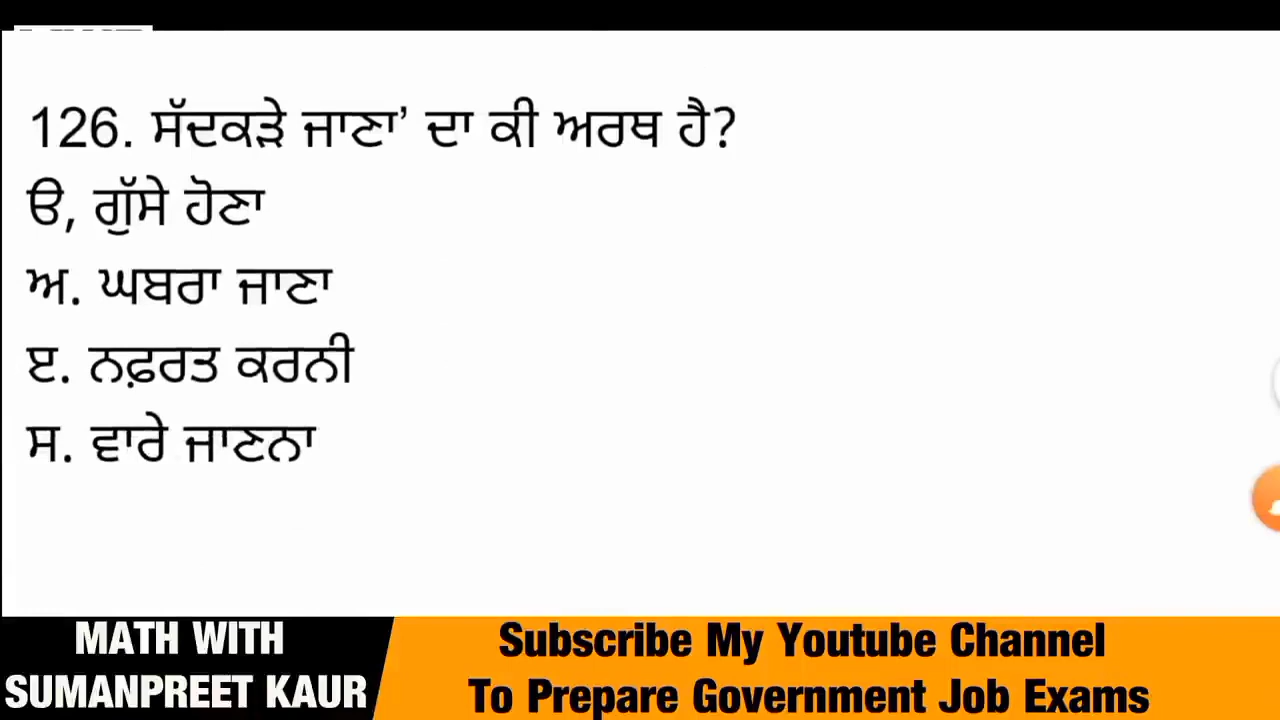 126. ਸੱਦਕੜੇ ਜਾਣਾ’ ਦਾ ਕੀ ਅਰਥ ਹੈ?
ੳ, ਗੁੱਸੇ ਹੋਣਾ
ਅ. ਘਬਰਾ ਜਾਣਾ
ੲ. ਨਫ਼ਰਤ ਕਰਨੀ
ਸ. ਵਾਰੇ ਜਾਣਨਾ
MATH WITH
SUMANPREET KAUR
Subscribe My Youtube Channel
To Prepare Government Job Exams